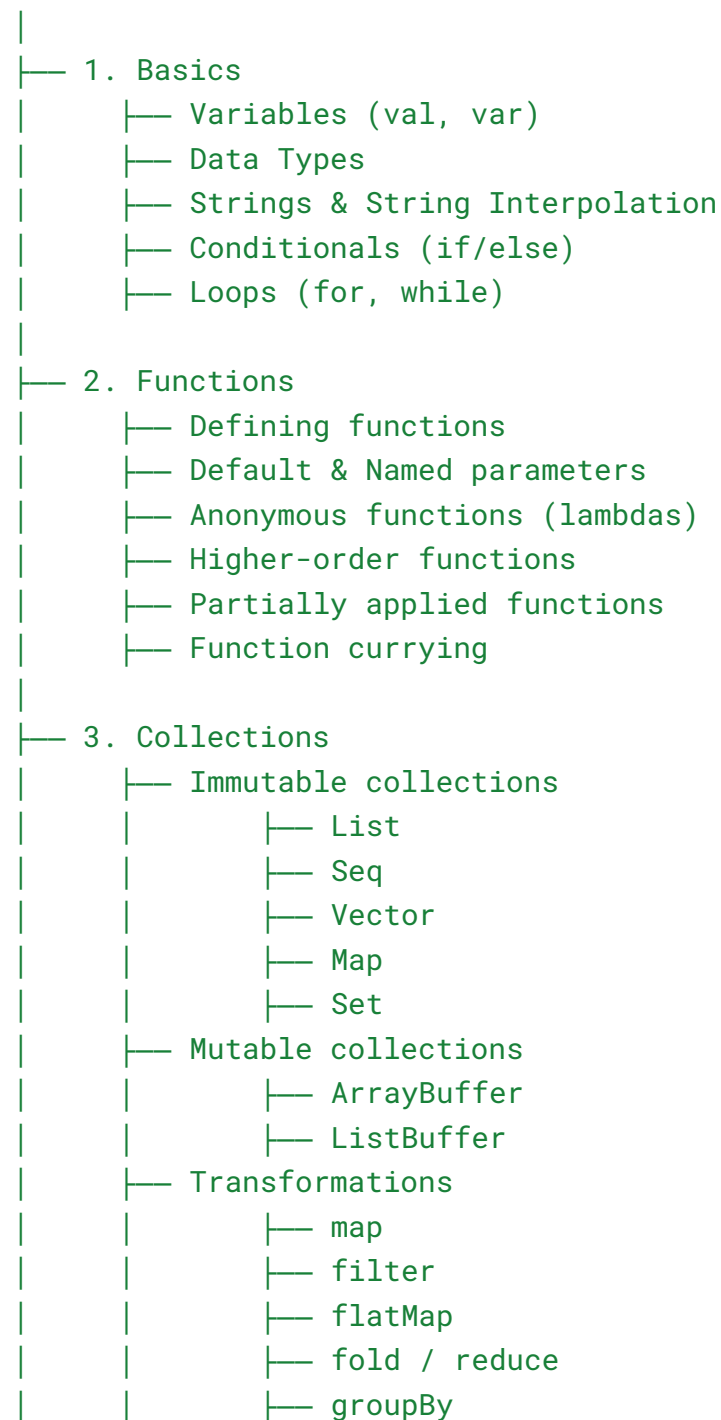 │
├── 1. Basics
│     ├── Variables (val, var)
│     ├── Data Types
│     ├── Strings & String Interpolation
│     ├── Conditionals (if/else)
│     ├── Loops (for, while)
│
├── 2. Functions
│     ├── Defining functions
│     ├── Default & Named parameters
│     ├── Anonymous functions (lambdas)
│     ├── Higher-order functions
│     ├── Partially applied functions
│     ├── Function currying
│
├── 3. Collections
│     ├── Immutable collections
│     │      ├── List
│     │      ├── Seq
│     │      ├── Vector
│     │      ├── Map
│     │      ├── Set
│     ├── Mutable collections
│     │      ├── ArrayBuffer
│     │      ├── ListBuffer
│     ├── Transformations
│     │      ├── map
│     │      ├── filter
│     │      ├── flatMap
│     │      ├── fold / reduce
│     │      ├── groupBy